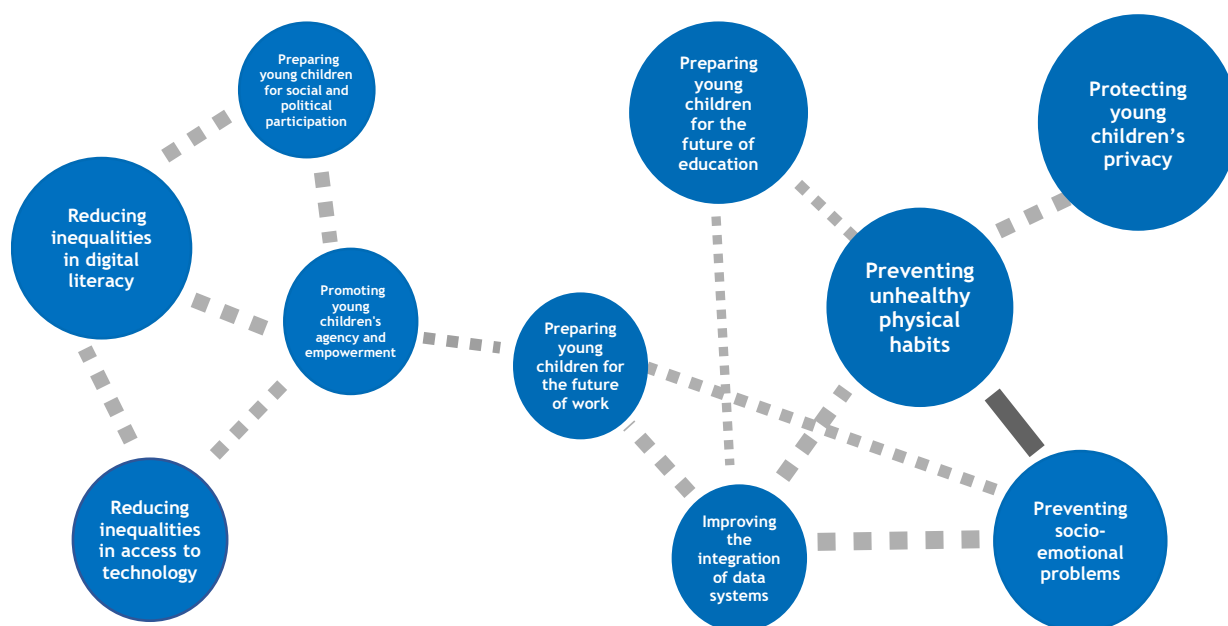 Preparing
young children
for social and
political
participation
Preparing
young
children
for the
future of
education
Protecting
young
children’s
privacy
Reducing
inequalities
in digital
literacy
Promoting
young
children's
agency and
empowerment
Preparing
young
children for
the future
of work
Preventing
unhealthy
physical
habits
Reducing
inequalities
in access to
technology
Improving
the
integration
of data
systems
Preventing
socio-
emotional
problems